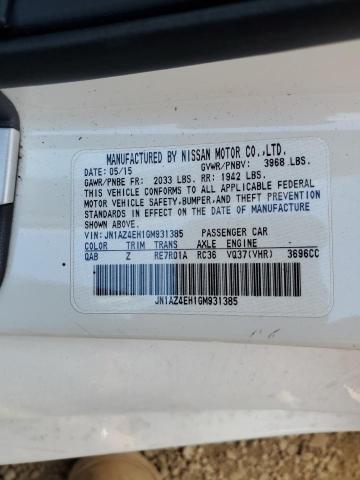 MANUFACTURED BY NISSAN MOTOR CO.,LTD.
DATE: 05/15 GVWR/PNBV: 3968 LBS.
GAWR/PNBE FR: 2033 LBS. RR: 1942 LBS.
THIS VEHICLE CONFORMS TO ALL APPLICABLE FEDERAL
MOTOR VEHICLE SAFETY,BUMPER,AND THEFT PREVENTION
STANDARDS IN EFFECT ON THE DATE OF MANUFACTURE
SHOWN ABOVE.
VIN: JN1AZ4EH1GM931385 PASSENGER CAR
COLOR TRIM TRANS AXLE ENGINE
QAB Z RE7R01A RC36 VQ37(VHR) 3696CC
JN1AZ4EH1GM931385